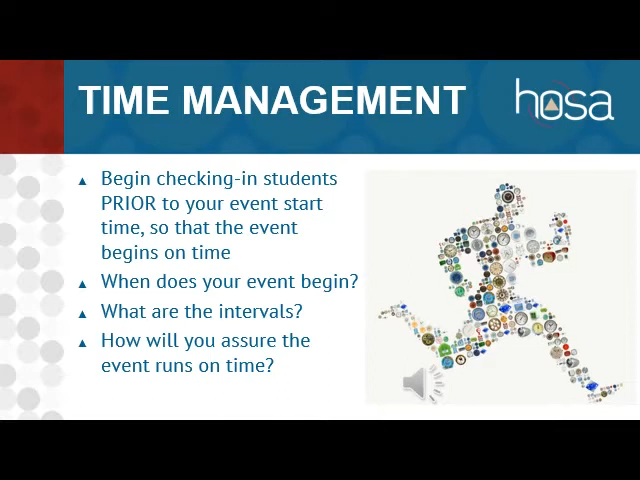 TIME MANAGEMENT
hosa
▲ Begin checking-in students
PRIOR to your event start
time, so that the event
begins on time
▲ When does your event begin?
▲ What are the intervals?
▲ How will you assure the
event runs on time?